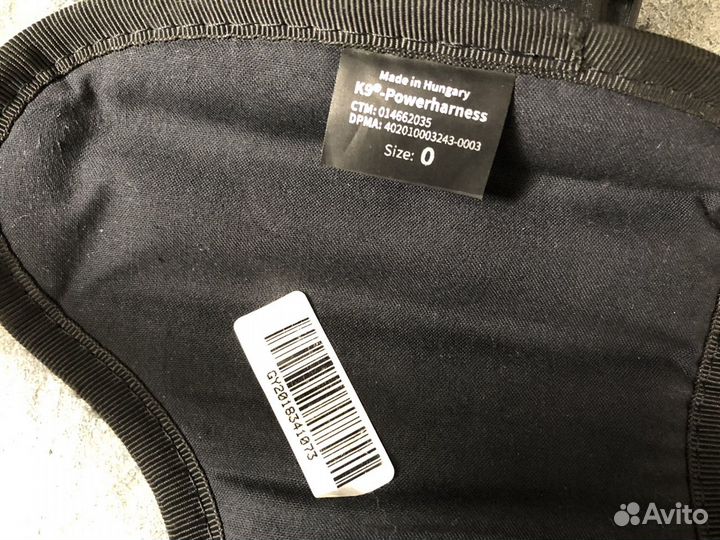 Made in Hungary
K9®-Powerharness
CTM: 014662035
DPMA: 402010003243-0003
Size: 0
GY2018341073
Avito